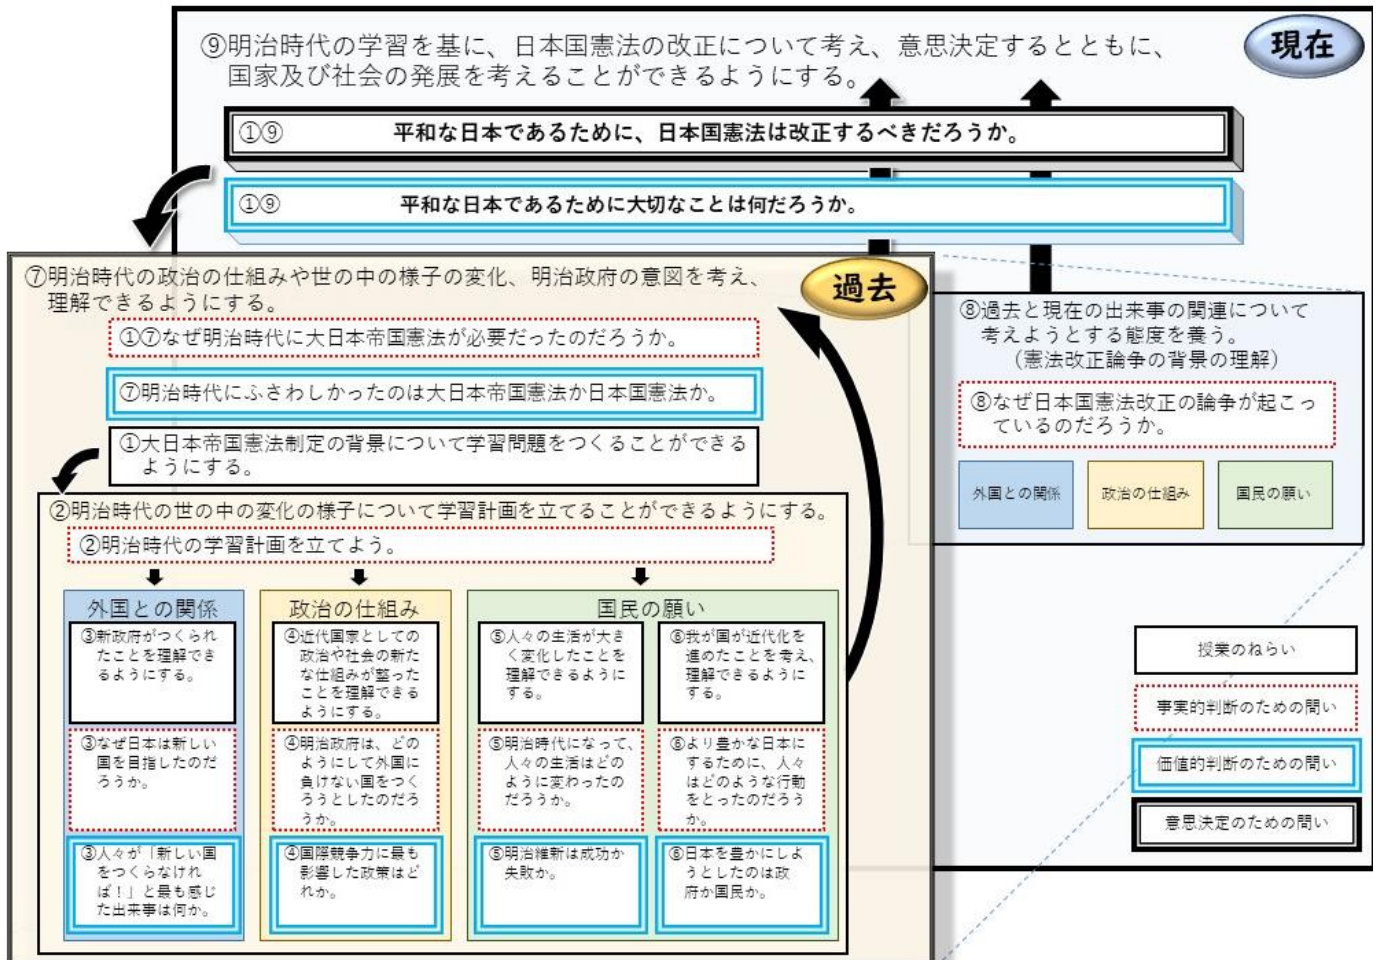 ⑨明治時代の学習を基に、日本国憲法の改正について考え、意思決定するとともに、
国家及び社会の発展を考えることができるようにする。
現在
①⑨ 平和な日本であるために、日本国憲法は改正するべきだろうか。
①⑨ 平和な日本であるために大切なことは何だろうか。
⑦明治時代の政治の仕組みや世の中の様子の変化、明治政府の意図を考え、
理解できるようにする。
過去
①⑦なぜ明治時代に大日本帝国憲法が必要だったのだろうか。
⑦明治時代にふさわしかったのは大日本帝国憲法か日本国憲法か。
①大日本帝国憲法制定の背景について学習問題をつくることができる
ようにする。
②明治時代の世の中の変化の様子について学習計画を立てることができるようにする。
②明治時代の学習計画を立てよう。
外国との関係
③新政府がつくられ
たことを理解でき
るようにする。
③なぜ日本は新しい
国を目指したのだ
ろうか。
③人々が「新しい国
をつくらなけれ
ば！」と最も感じ
た出来事は何か。
政治の仕組み
④近代国家としての
政治や社会の新た
な仕組みが整った
ことを理解できる
ようにする。
④明治政府は、どの
ようにして外国に
負けない国をつく
ろうとしたのだろ
うか。
④国際競争力に最も
影響した政策はど
れか。
国民の願い
⑤人々の生活が大き
く変化したことを
理解できるように
する。
⑤明治時代になって、
人々の生活はどの
ように変わったの
だろうか。
⑤明治維新は成功か
失敗か。
⑥我が国が近代化を
進めたことを考え、
理解できるように
する。
⑥より豊かな日本に
するために、人々
はどのような行動
をとったのだろう
か。
⑥日本を豊かにしよ
うとしたのは政
府か国民か。
⑧過去と現在の出来事の関連について
考えようとする態度を養う。
（憲法改正論争の背景の理解）
⑧なぜ日本国憲法改正の論争が起こっ
ているのだろうか。
外国との関係
政治の仕組み
国民の願い
授業のねらい
事実的判断のための問い
価値的判断のための問い
意思決定のための問い